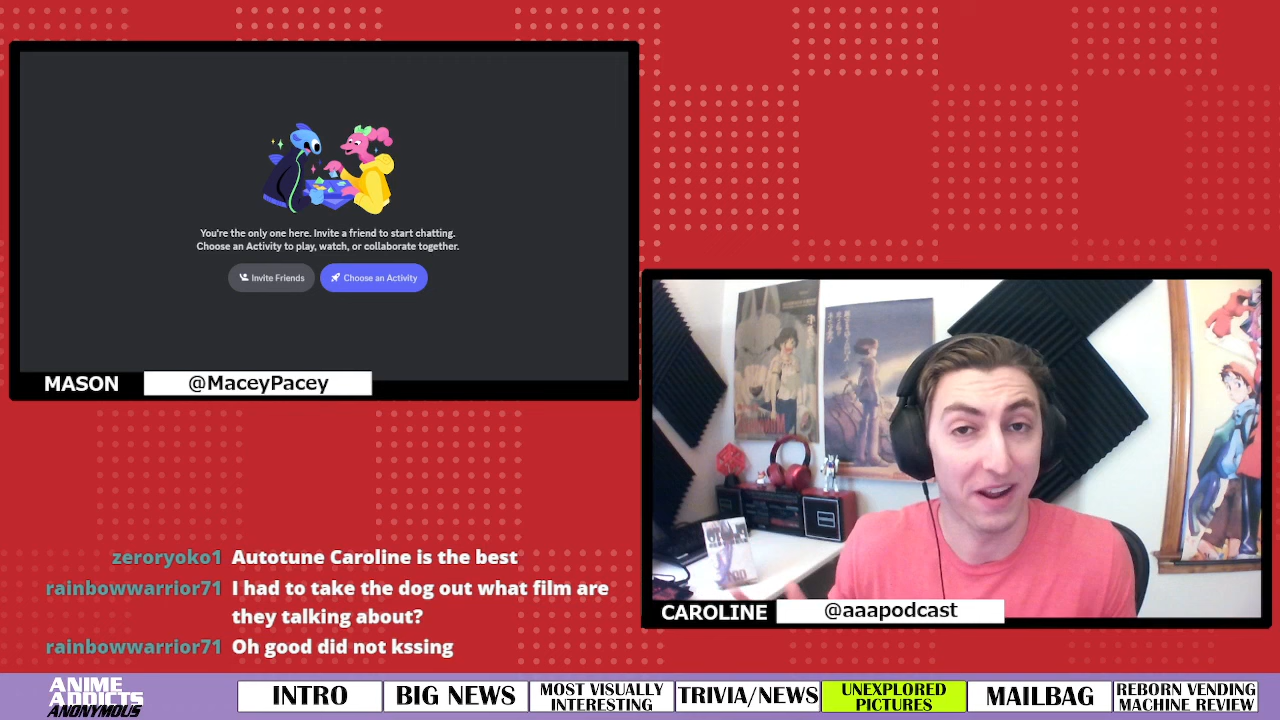 You're the only one here. Invite a friend to start chatting.
Choose an Activity to play, watch, or collaborate together.
Invite Friends
Choose an Activity
MASON
@MaceyPacey
CAROLINE
@aaapodcast
zeroryoko1 Autotune Caroline is the best
rainbowwarrior71 I had to take the dog out what film are
they talking about?
rainbowwarrior71 Oh good did not kssing
ANIME
ADDICTS
ANONYMOUS
INTRO
BIG NEWS
MOST VISUALLY
INTERESTING
TRIVIA/NEWS
UNEXPLORED
PICTURES
MAILBAG
REBORN VENDING
MACHINE REVIEW